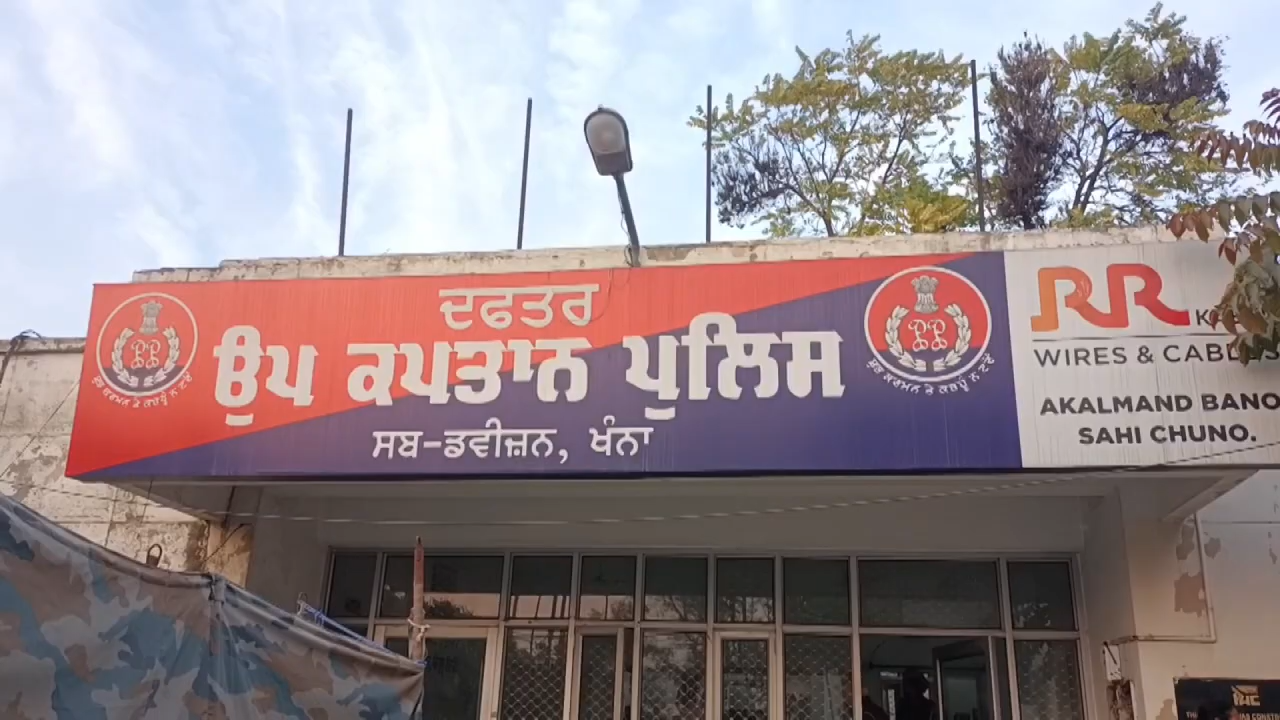 ਦਫਤਰ
ਉਪ ਕਪਤਾਨ ਪੁਲਿਸ
ਸਬ-ਡਵੀਜ਼ਨ, ਖੰਨਾ
RR
WIRES & CABLES
AKALMAND BANO
SAHI CHUNO.